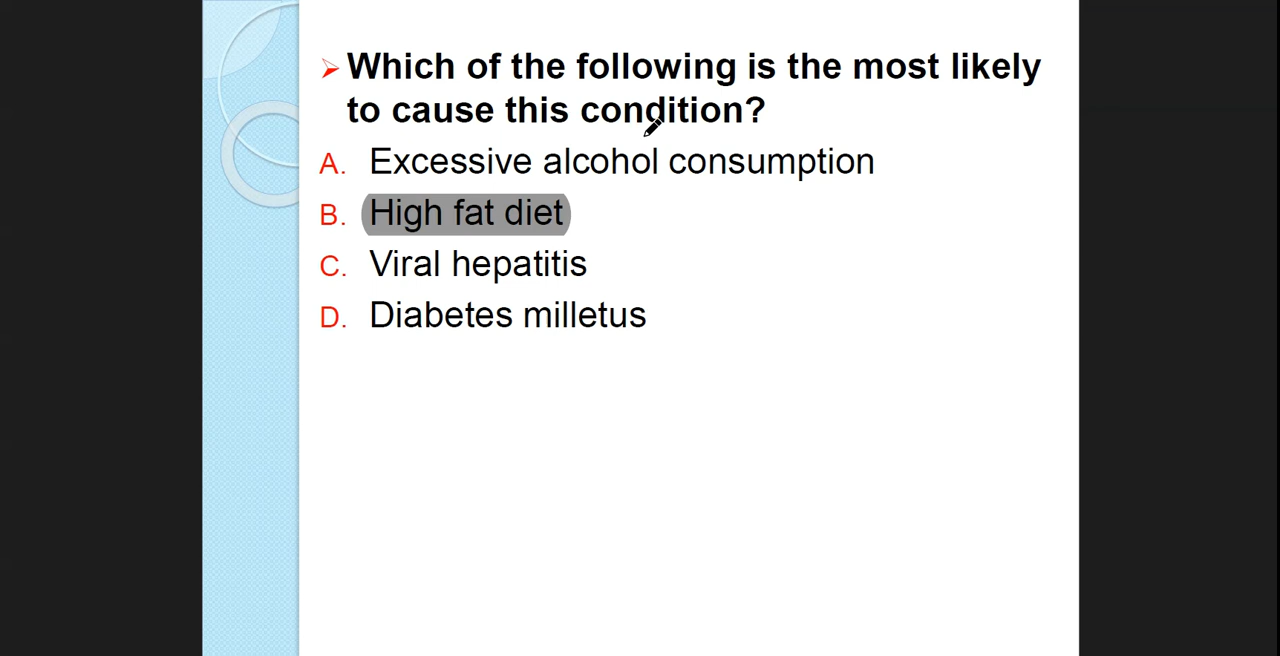 Which of the following is the most likely
to cause this condition?
A. Excessive alcohol consumption
B. High fat diet
C. Viral hepatitis
D. Diabetes milletus